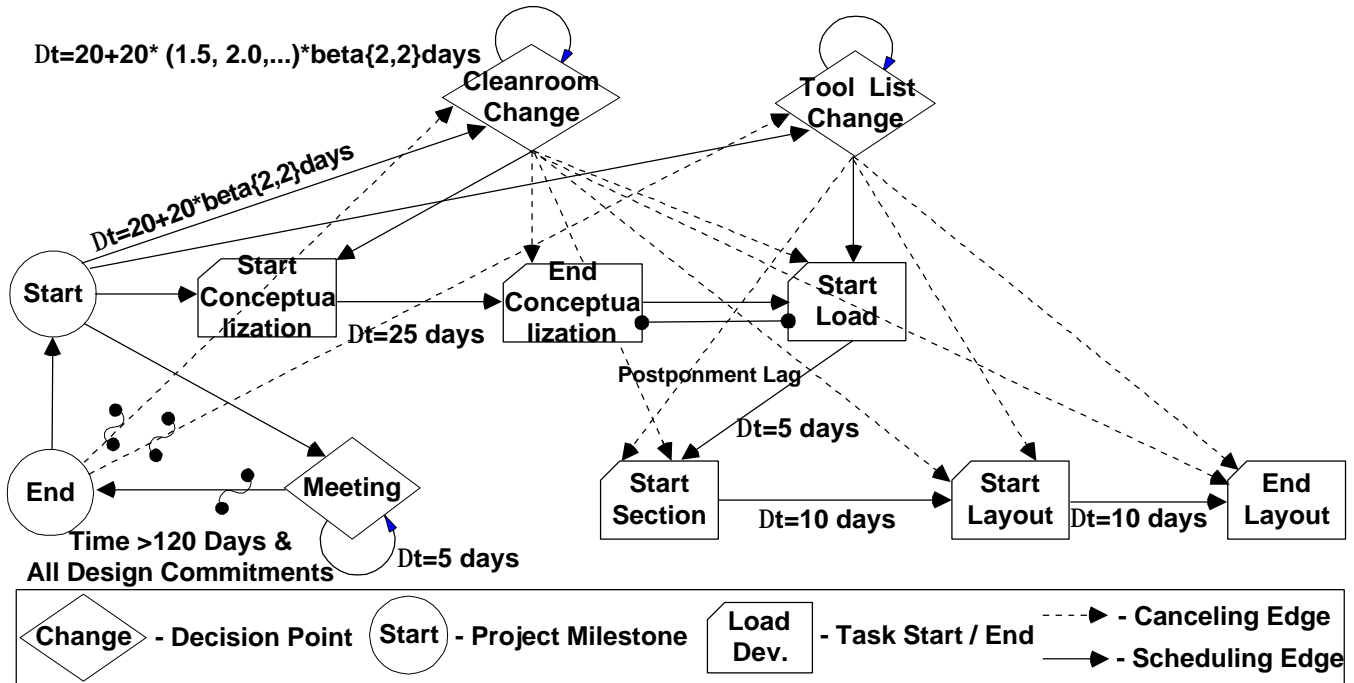 Dt=20+20* (1.5, 2.0,...)*beta{2,2}days
Cleanroom
Change
Tool List
Change
Dt=20+20*beta{2,2}days
Start
Start
Conceptua
lization
End
Conceptua
lization
Start
Load
Dt=25 days
Postponment Lag
Dt=5 days
End
Meeting
Start
Section
Start
Layout
End
Layout
Dt=10 days
Dt=10 days
Time >120 Days &
All Design Commitments
Dt=5 days
Change
- Decision Point
Start
- Project Milestone
Load
Dev.
- Task Start / End
- Canceling Edge
- Scheduling Edge